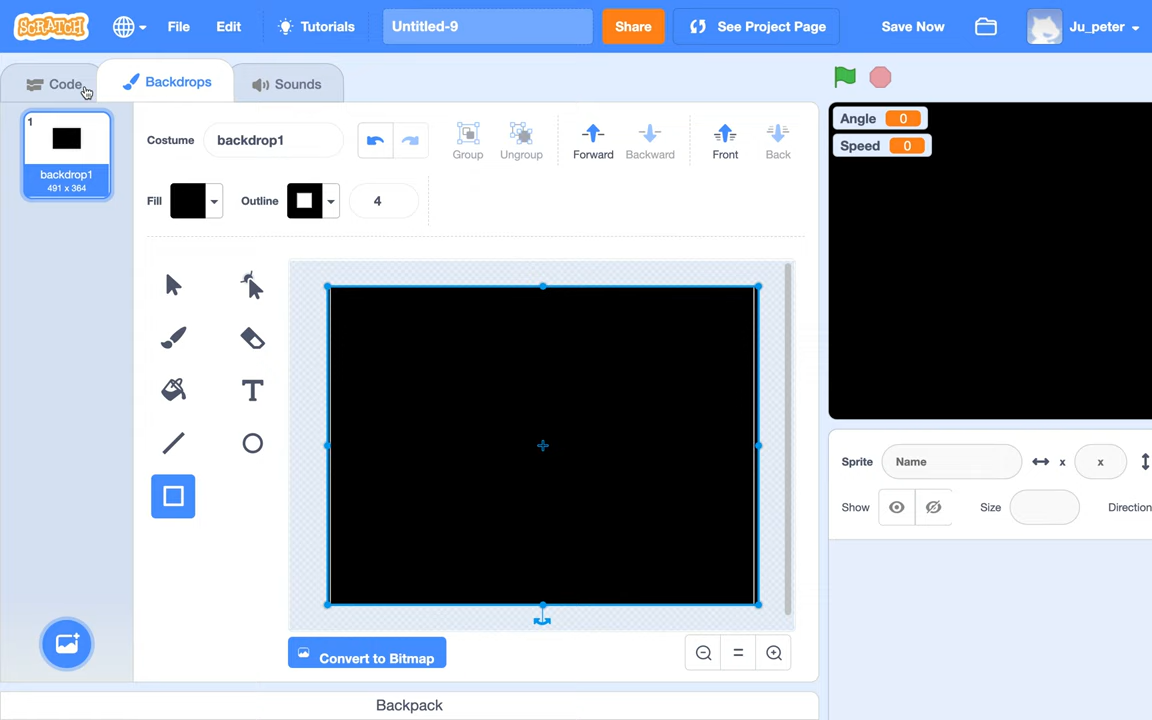 SCRATCH File Edit Tutorials Untitled-9 Share See Project Page Save Now Ju_peter
Code Backdrops Sounds
1
backdrop1
491 x 364
Costume backdrop1 Group Ungroup Forward Backward Front Back
Fill Outline 4
Convert to Bitmap
Backpack
Angle 0
Speed 0
Sprite Name x x
Show Size Direction